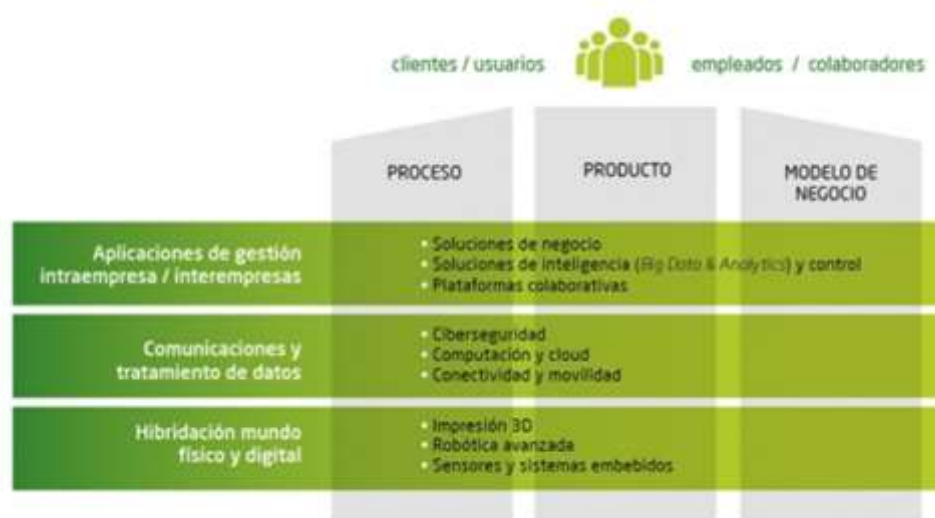 clientes / usuarios
empleados / colaboradores
PROCESO
PRODUCTO
MODELO DE
NEGOCIO
Aplicaciones de gestión
intraempresa / interempresas
• Soluciones de negocio
• Soluciones de inteligencia (Big Data & Analytics) y control
• Plataformas colaborativas
Comunicaciones y
tratamiento de datos
• Ciberseguridad
• Computación y cloud
• Conectividad y movilidad
Hibridación mundo
físico y digital
• Impresión 3D
• Robótica avanzada
• Sensores y sistemas embebidos